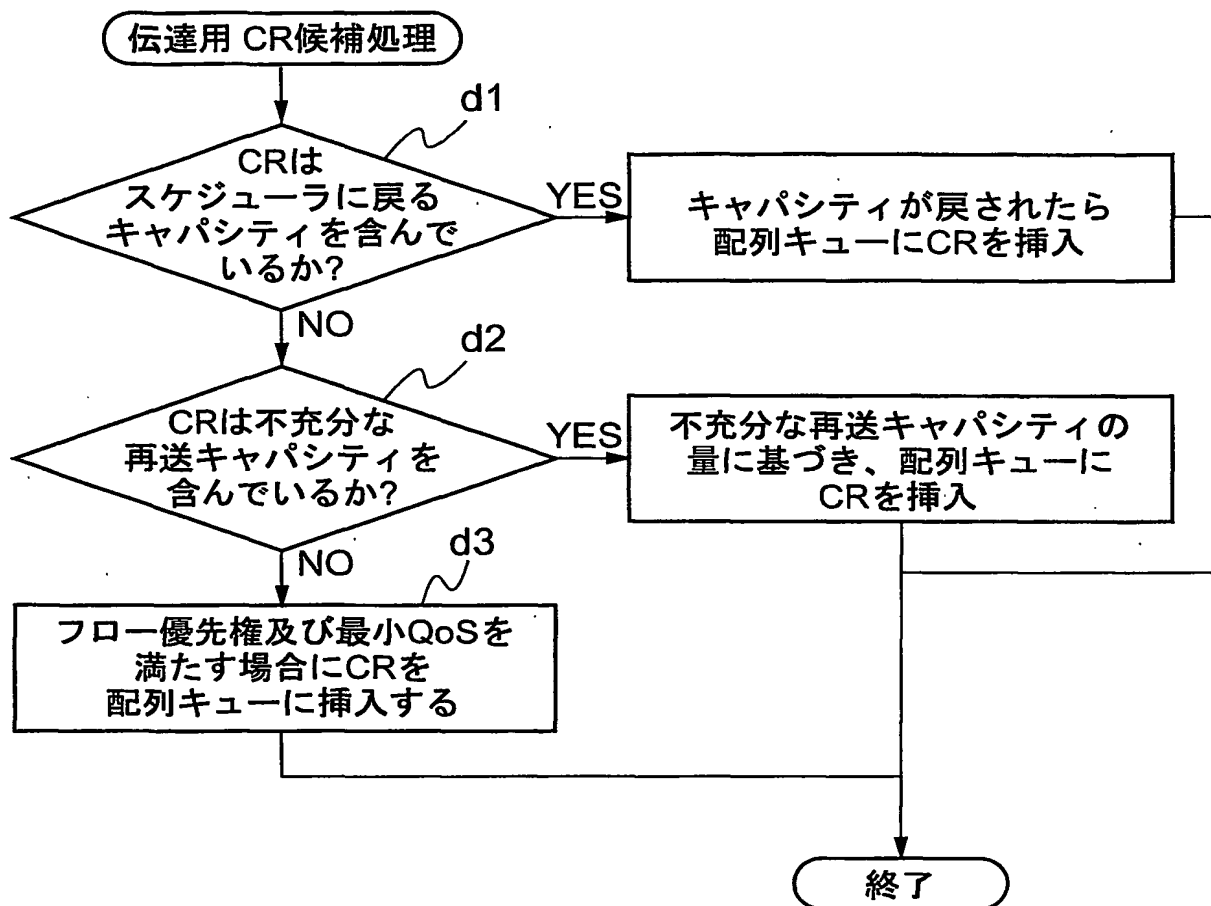 伝達用 CR候補処理
d1
CRは
スケジューラに戻る
キャパシティを含んで
いるか?
YES
キャパシティが戻されたら
配列キューにCRを挿入
NO
d2
CRは不充分な
再送キャパシティを
含んでいるか?
YES
不充分な再送キャパシティの
量に基づき、配列キューに
CRを挿入
NO
d3
フロー優先権及び最小QoSを
満たす場合にCRを
配列キューに挿入する
終了